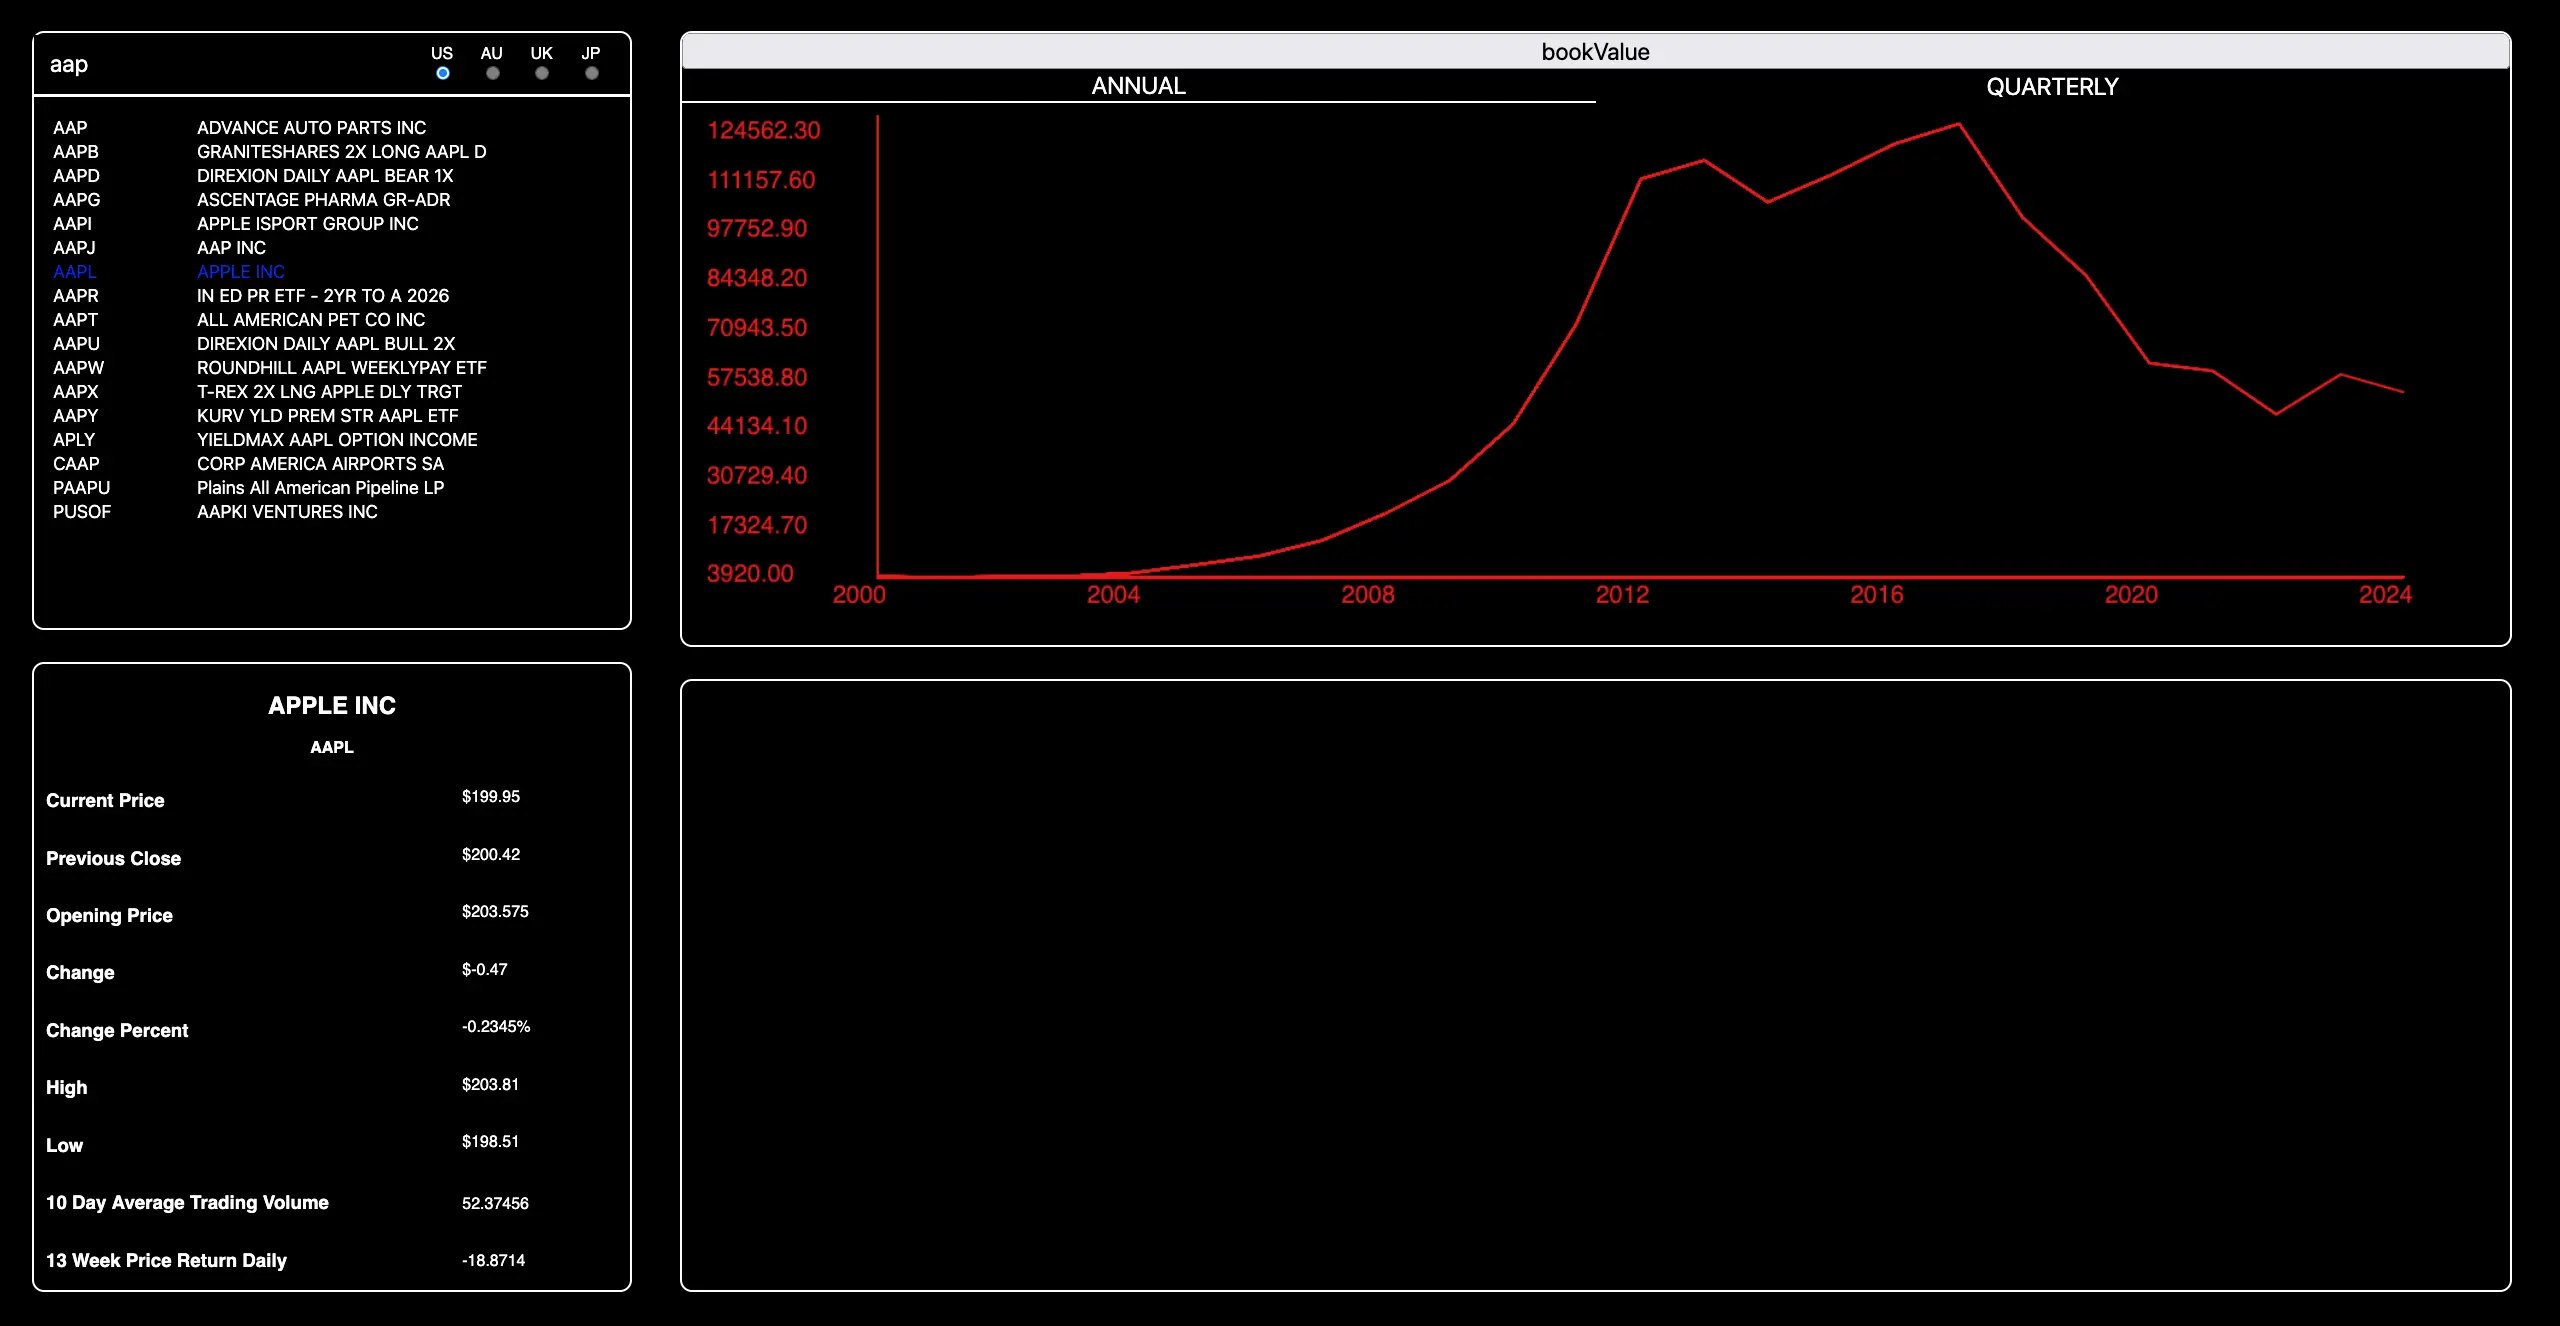 aap
US AU UK JP
AAP ADVANCE AUTO PARTS INC
AAPB GRANITESHARES 2X LONG AAPL D
AAPD DIREXION DAILY AAPL BEAR 1X
AAPG ASCENTAGE PHARMA GR-ADR
AAPI APPLE ISPORT GROUP INC
AAPJ AAP INC
AAPL APPLE INC
AAPR IN ED PR ETF - 2YR TO A 2026
AAPT ALL AMERICAN PET CO INC
AAPU DIREXION DAILY AAPL BULL 2X
AAPW ROUNDHILL AAPL WEEKLYPAY ETF
AAPX T-REX 2X LNG APPLE DLY TRGT
AAPY KURV YLD PREM STR AAPL ETF
APLY YIELDMAX AAPL OPTION INCOME
CAAP CORP AMERICA AIRPORTS SA
PAAPU Plains All American Pipeline LP
PUSOF AAPKI VENTURES INC
APPLE INC
AAPL
Current Price $199.95
Previous Close $200.42
Opening Price $203.575
Change $-0.47
Change Percent -0.2345%
High $203.81
Low $198.51
10 Day Average Trading Volume 52.37456
13 Week Price Return Daily -18.8714
bookValue
ANNUAL QUARTERLY
124562.30
111157.60
97752.90
84348.20
70943.50
57538.80
44134.10
30729.40
17324.70
3920.00
2000 2004 2008 2012 2016 2020 2024